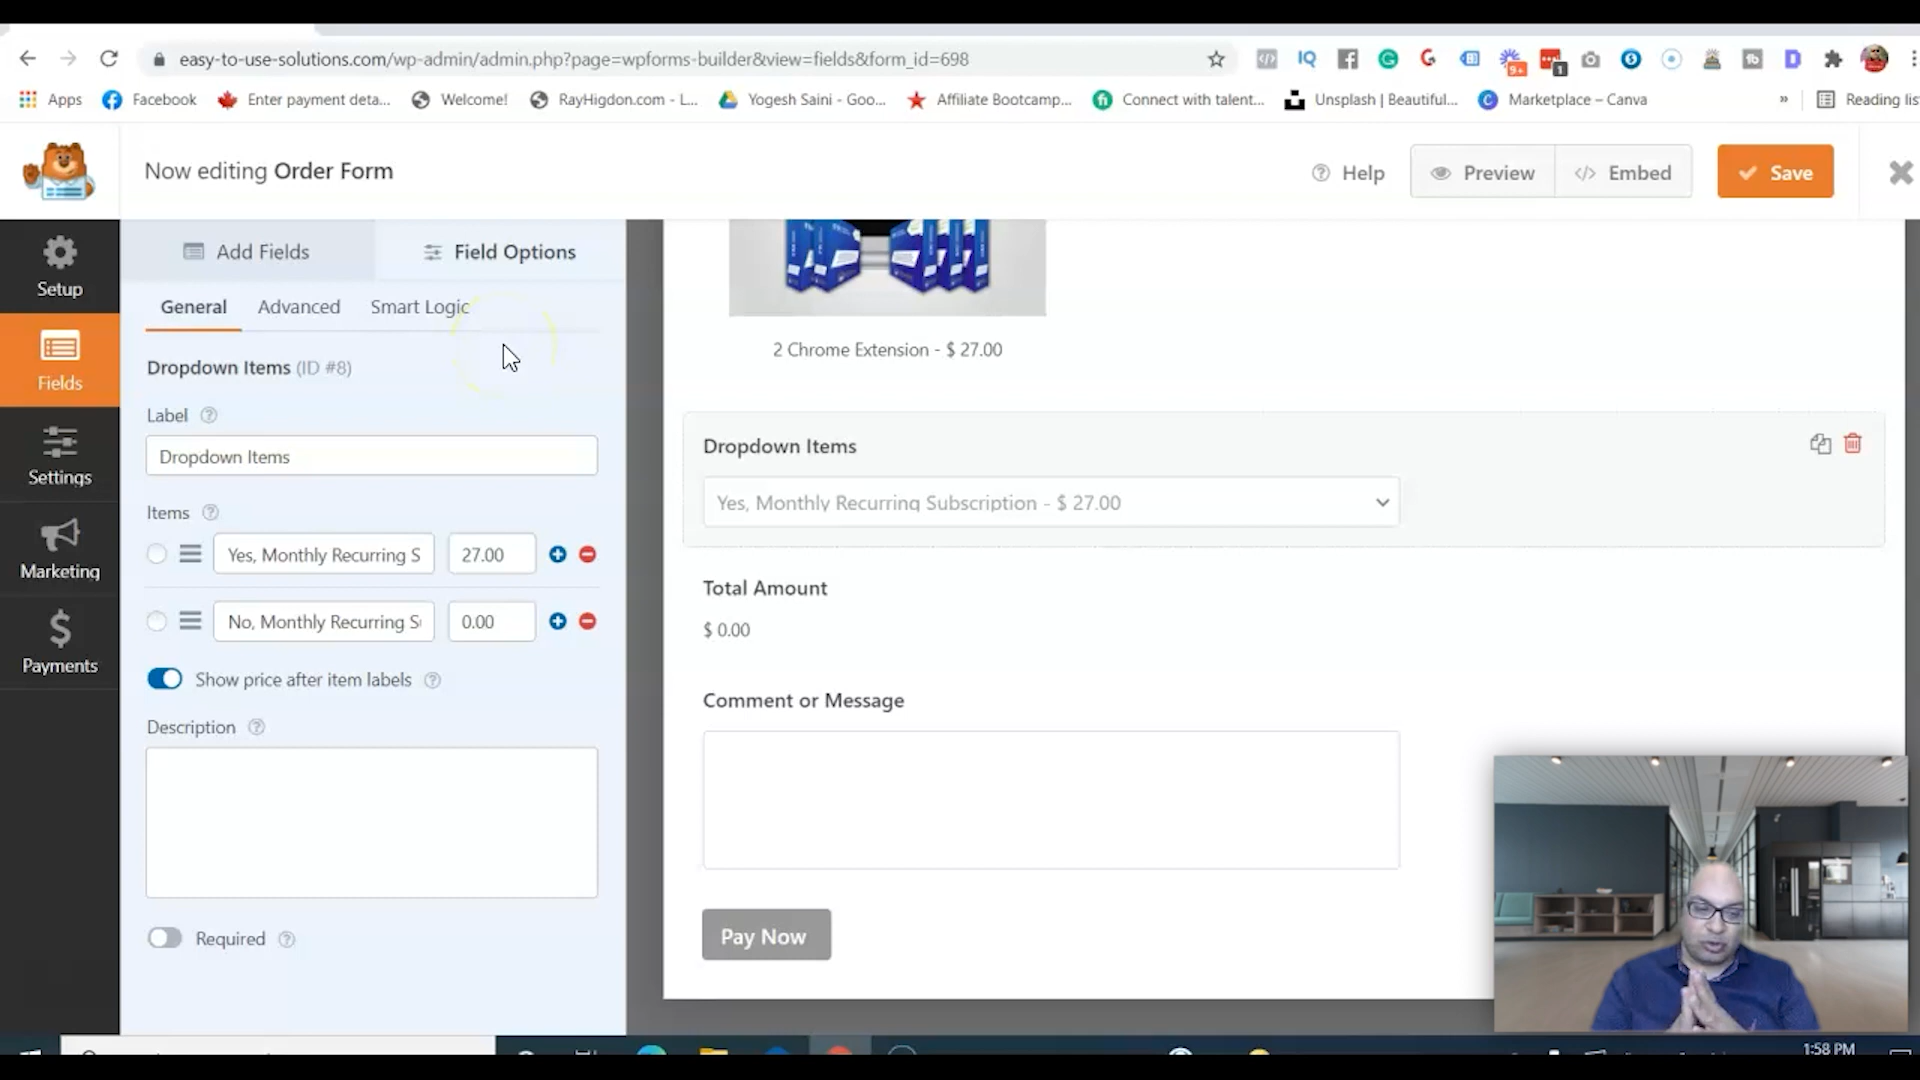 easy-to-use-solutions.com/wp-admin/admin.php?page=wpforms-builder&view=fields&form_id=698
IQ
9+
1
Apps
Facebook
Enter payment deta...
Welcome!
RayHigdon.com - L...
Yogesh Saini - Goo...
Affiliate Bootcamp...
Connect with talent...
Unsplash | Beautiful...
Marketplace – Canva
»
Reading lis
Now editing Order Form
Help
Preview
Embed
Save
Setup
Fields
Settings
Marketing
Payments
Add Fields
Field Options
General
Advanced
Smart Logic
Dropdown Items (ID #8)
Label
Dropdown Items
Items
Yes, Monthly Recurring S
27.00
No, Monthly Recurring S
0.00
Show price after item labels
Description
Required
2 Chrome Extension - $ 27.00
Dropdown Items
Yes, Monthly Recurring Subscription - $ 27.00
Total Amount
$ 0.00
Comment or Message
Pay Now
1:58 PM